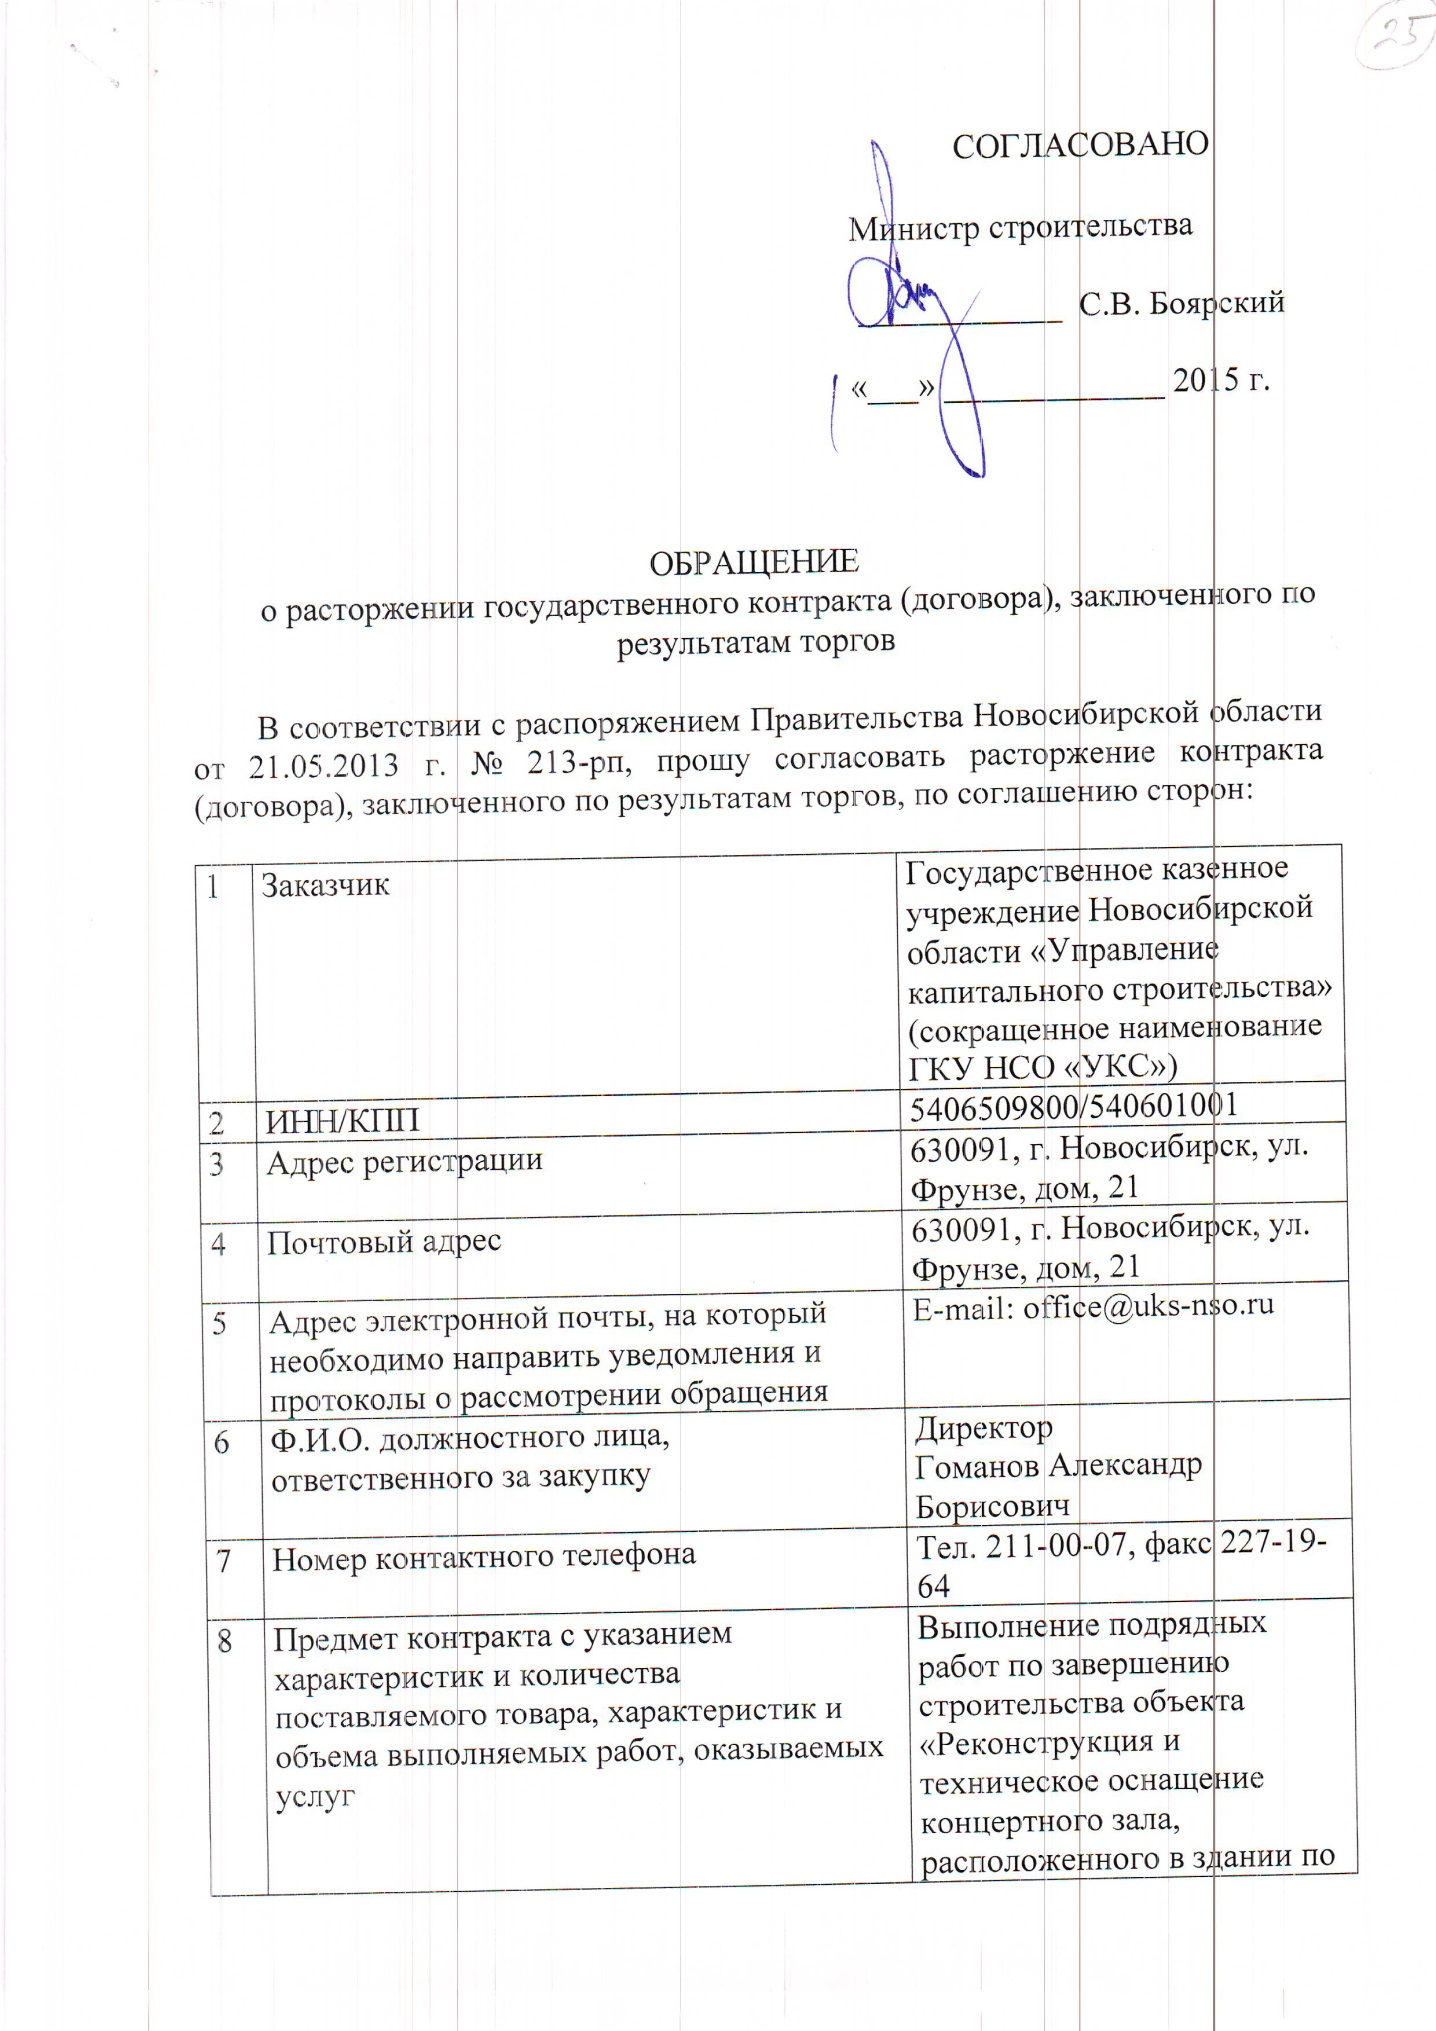 25
СОГЛАСОВАНО
Министр строительства
____________ С.В. Боярский
«___» _____________ 2015 г.
ОБРАЩЕНИЕ
о расторжении государственного контракта (договора), заключенного по
результатам торгов
В соответствии с распоряжением Правительства Новосибирской области
от 21.05.2013 г. № 213-рп, прошу согласовать расторжение контракта
(договора), заключенного по результатам торгов, по соглашению сторон:
1 Заказчик Государственное казенное
учреждение Новосибирской
области «Управление
капитального строительства»
(сокращенное наименование
ГКУ НСО «УКС»)
2 ИНН/КПП 5406509800/540601001
3 Адрес регистрации 630091, г. Новосибирск, ул.
Фрунзе, дом, 21
4 Почтовый адрес 630091, г. Новосибирск, ул.
Фрунзе, дом, 21
5 Адрес электронной почты, на который
необходимо направить уведомления и
протоколы о рассмотрении обращения
E-mail: office@uks-nso.ru
6 Ф.И.О. должностного лица,
ответственного за закупку
Директор
Гоманов Александр
Борисович
7 Номер контактного телефона Тел. 211-00-07, факс 227-19-
64
8 Предмет контракта с указанием
характеристик и количества
поставляемого товара, характеристик и
объема выполняемых работ, оказываемых
услуг
Выполнение подрядных
работ по завершению
строительства объекта
«Реконструкция и
техническое оснащение
концертного зала,
расположенного в здании по